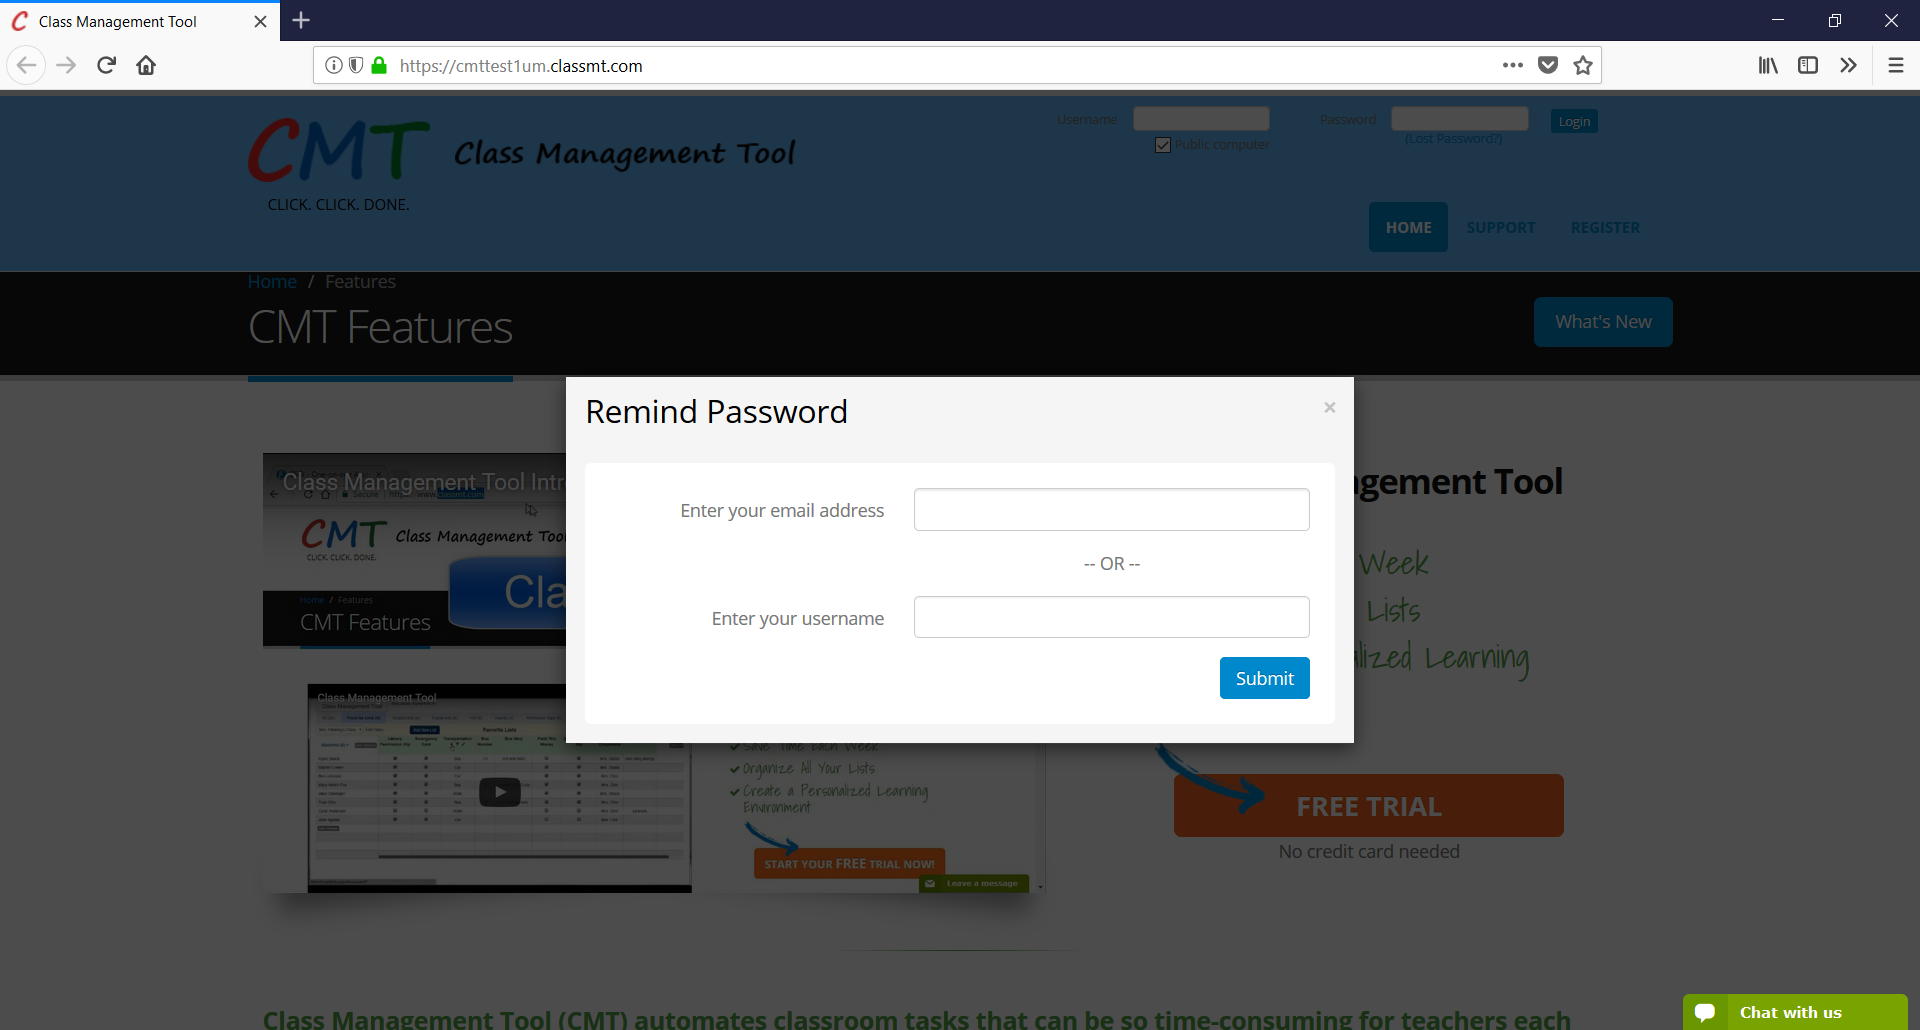 Class Management Tool
https://cmttest1um.classmt.com
CMT Class Management Tool
CLICK. CLICK. DONE.
Username
Public computer
Password
(Lost Password?)
Login
HOME SUPPORT REGISTER
Home / Features
CMT Features
What's New
Remind Password
×
Enter your email address
-- OR --
Enter your username
Submit
Class Management Tool Intr
CMT Class Management Too
CLICK. CLICK. DONE.
Cla
Home / Features
CMT Features
agement Tool
Week
Lists
alized Learning
Class Management Tool
Favorite Lists
Save Time Each Week
Organize All Your Lists
Create a Personalized Learning
Environment
START YOUR FREE TRIAL NOW!
Leave a message
FREE TRIAL
No credit card needed
Class Management Tool (CMT) automates classroom tasks that can be so time-consuming for teachers each
Chat with us